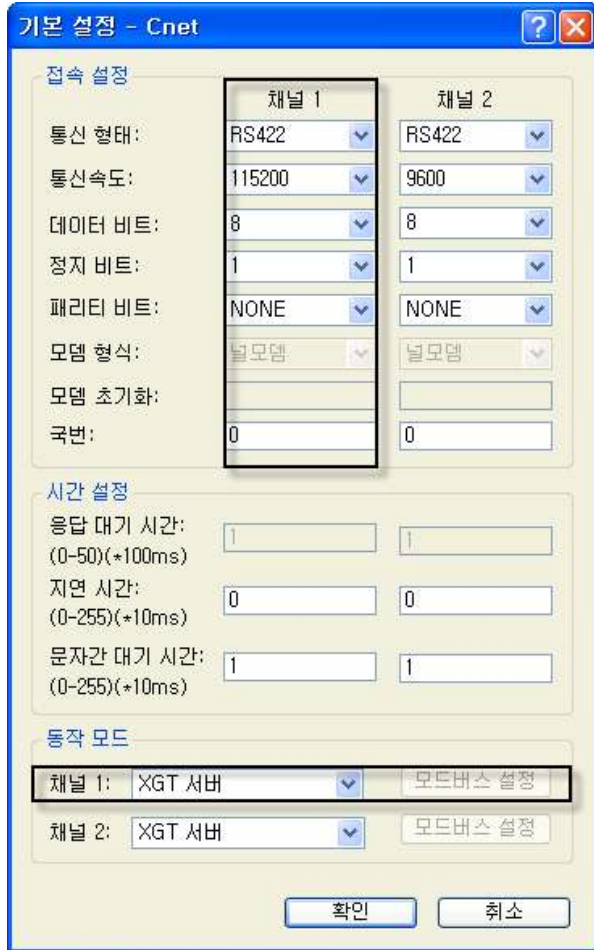 기본 설정 - Cnet
접속 설정
채널 1 채널 2
통신 형태: RS422 RS422
통신속도: 115200 9600
데이터 비트: 8 8
정지 비트: 1 1
패리티 비트: NONE NONE
모뎀 형식: 널모뎀 널모뎀
모뎀 초기화:
국번: 0 0
시간 설정
응답 대기 시간: 1 1
(0-50)(*100ms)
지연 시간: 0 0
(0-255)(*10ms)
문자간 대기 시간: 1 1
(0-255)(*10ms)
동작 모드
채널 1: XGT 서버 모드버스 설정
채널 2: XGT 서버 모드버스 설정
확인 취소